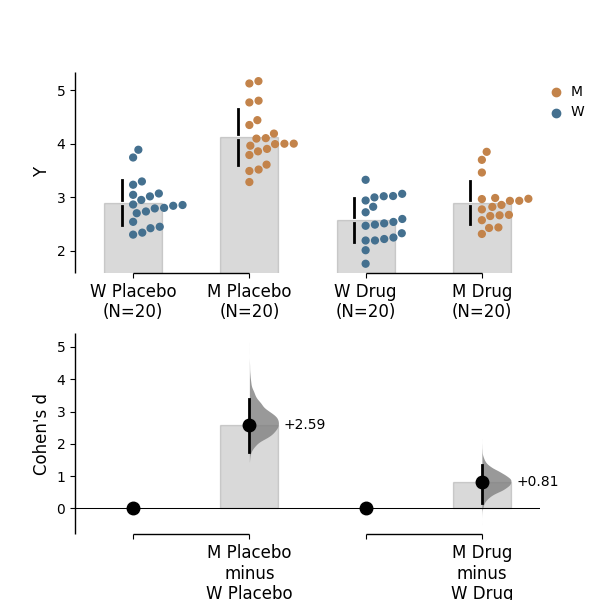 5
4
3
2
Y
M
W
W Placebo
(N=20)
M Placebo
(N=20)
W Drug
(N=20)
M Drug
(N=20)
5
4
3
2
1
0
Cohen's d
+2.59
+0.81
M Placebo
minus
W Placebo
M Drug
minus
W Drug